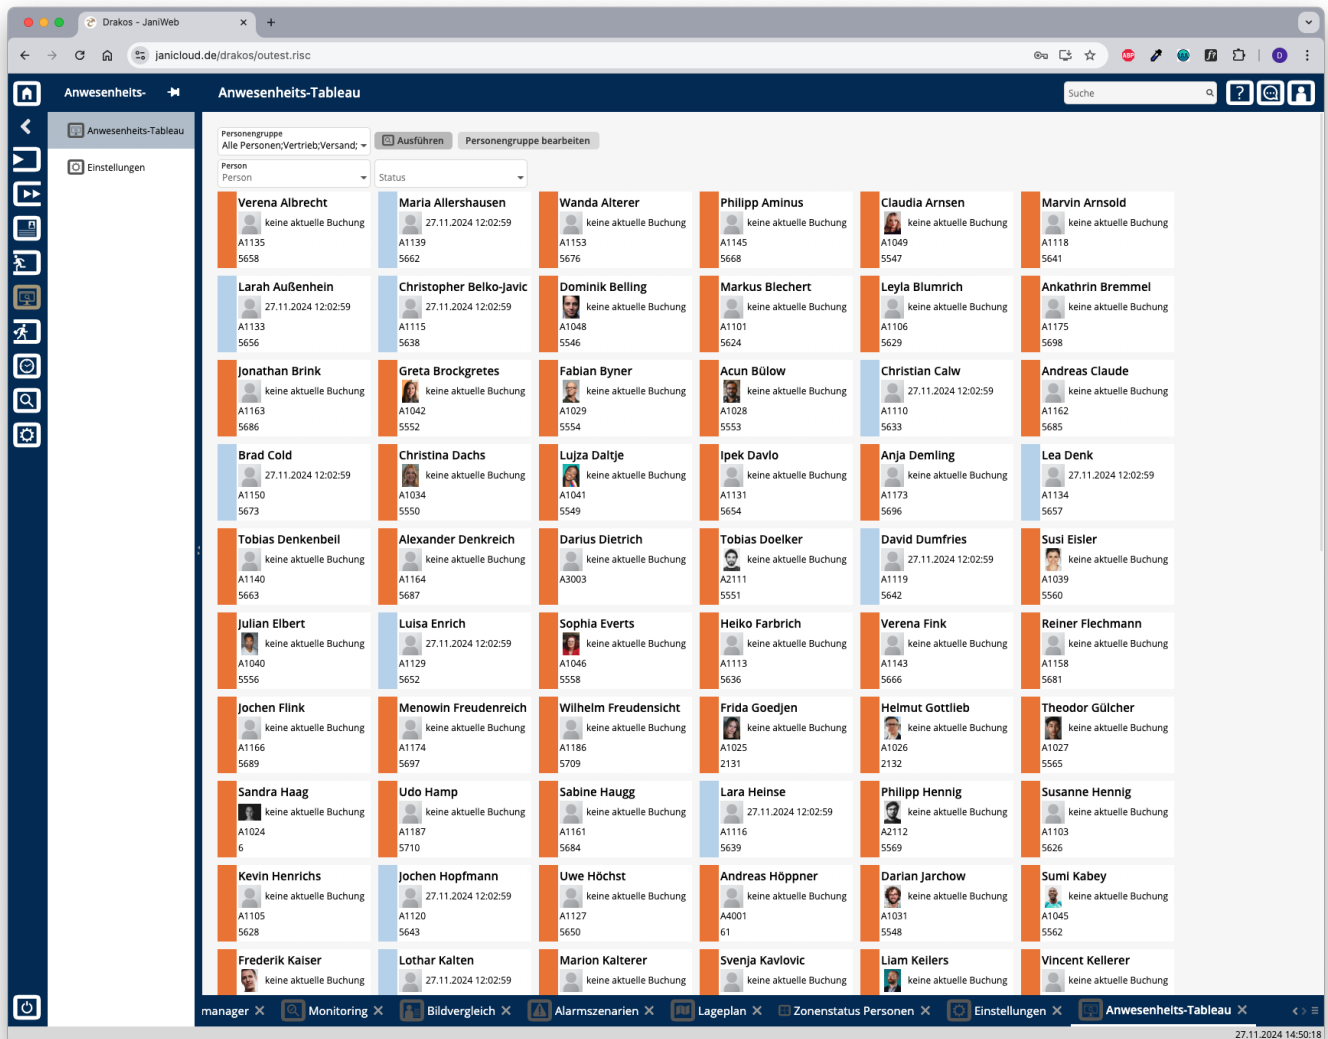 Drakos - JaniWeb
janicloud.de/drakos/outest.risc
ABP
D
Anwesenheits-
Anwesenheits-Tableau
Suche
Anwesenheits-Tableau
Einstellungen
Personengruppe
Alle Personen;Vertrieb;Versand;
Ausführen
Personengruppe bearbeiten
Person
Person
Status
Verena Albrecht
keine aktuelle Buchung
A1135
5658
Maria Allershausen
27.11.2024 12:02:59
A1139
5662
Wanda Alterer
keine aktuelle Buchung
A1153
5676
Philipp Aminus
keine aktuelle Buchung
A1145
5668
Claudia Arnsen
keine aktuelle Buchung
A1049
5547
Marvin Arnsold
keine aktuelle Buchung
A1118
5641
Larah Außenhein
27.11.2024 12:02:59
A1133
5656
Christopher Belko-Javic
27.11.2024 12:02:59
A1115
5638
Dominik Belling
keine aktuelle Buchung
A1048
5546
Markus Blechert
keine aktuelle Buchung
A1101
5624
Leyla Blumrich
keine aktuelle Buchung
A1106
5629
Ankathrin Bremmel
keine aktuelle Buchung
A1175
5698
Jonathan Brink
keine aktuelle Buchung
A1163
5686
Greta Brockgretes
keine aktuelle Buchung
A1042
5552
Fabian Byner
keine aktuelle Buchung
A1029
5554
Acun Bülow
keine aktuelle Buchung
A1028
5553
Christian Calw
27.11.2024 12:02:59
A1110
5633
Andreas Claude
keine aktuelle Buchung
A1162
5685
Brad Cold
27.11.2024 12:02:59
A1150
5673
Christina Dachs
keine aktuelle Buchung
A1034
5550
Lujza Daltje
keine aktuelle Buchung
A1041
5549
Ipek Davlo
keine aktuelle Buchung
A1131
5654
Anja Demling
keine aktuelle Buchung
A1173
5696
Lea Denk
27.11.2024 12:02:59
A1134
5657
Tobias Denkenbeil
keine aktuelle Buchung
A1140
5663
Alexander Denkreich
keine aktuelle Buchung
A1164
5687
Darius Dietrich
keine aktuelle Buchung
A3003
Tobias Doelker
keine aktuelle Buchung
A2111
5551
David Dumfries
27.11.2024 12:02:59
A1119
5642
Susi Eisler
keine aktuelle Buchung
A1039
5560
Julian Elbert
keine aktuelle Buchung
A1040
5556
Luisa Enrich
27.11.2024 12:02:59
A1129
5652
Sophia Everts
keine aktuelle Buchung
A1046
5558
Heiko Farbrich
keine aktuelle Buchung
A1113
5636
Verena Fink
keine aktuelle Buchung
A1143
5666
Reiner Flechmann
keine aktuelle Buchung
A1158
5681
Jochen Flink
keine aktuelle Buchung
A1166
5689
Menowin Freudenreich
keine aktuelle Buchung
A1174
5697
Wilhelm Freudensicht
keine aktuelle Buchung
A1186
5709
Frida Goedjen
keine aktuelle Buchung
A1025
2131
Helmut Gottlieb
keine aktuelle Buchung
A1026
2132
Theodor Gülcher
keine aktuelle Buchung
A1027
5565
Sandra Haag
keine aktuelle Buchung
A1024
6
Udo Hamp
keine aktuelle Buchung
A1187
5710
Sabine Haugg
keine aktuelle Buchung
A1161
5684
Lara Heinse
27.11.2024 12:02:59
A1116
5639
Philipp Hennig
keine aktuelle Buchung
A2112
5569
Susanne Hennig
keine aktuelle Buchung
A1103
5626
Kevin Henrichs
keine aktuelle Buchung
A1105
5628
Jochen Hopfmann
27.11.2024 12:02:59
A1120
5643
Uwe Höchst
keine aktuelle Buchung
A1127
5650
Andreas Höppner
keine aktuelle Buchung
A4001
61
Darian Jarchow
keine aktuelle Buchung
A1031
5548
Sumi Kabey
keine aktuelle Buchung
A1045
5562
Frederik Kaiser
keine aktuelle Buchung
Lothar Kalten
27.11.2024 12:02:59
Marion Kalterer
keine aktuelle Buchung
Svenja Kavlovic
keine aktuelle Buchung
Liam Keilers
keine aktuelle Buchung
Vincent Kellerer
keine aktuelle Buchung
manager
Monitoring
Bildvergleich
Alarmszenarien
Lageplan
Zonenstatus Personen
Einstellungen
Anwesenheits-Tableau
27.11.2024 14:50:18